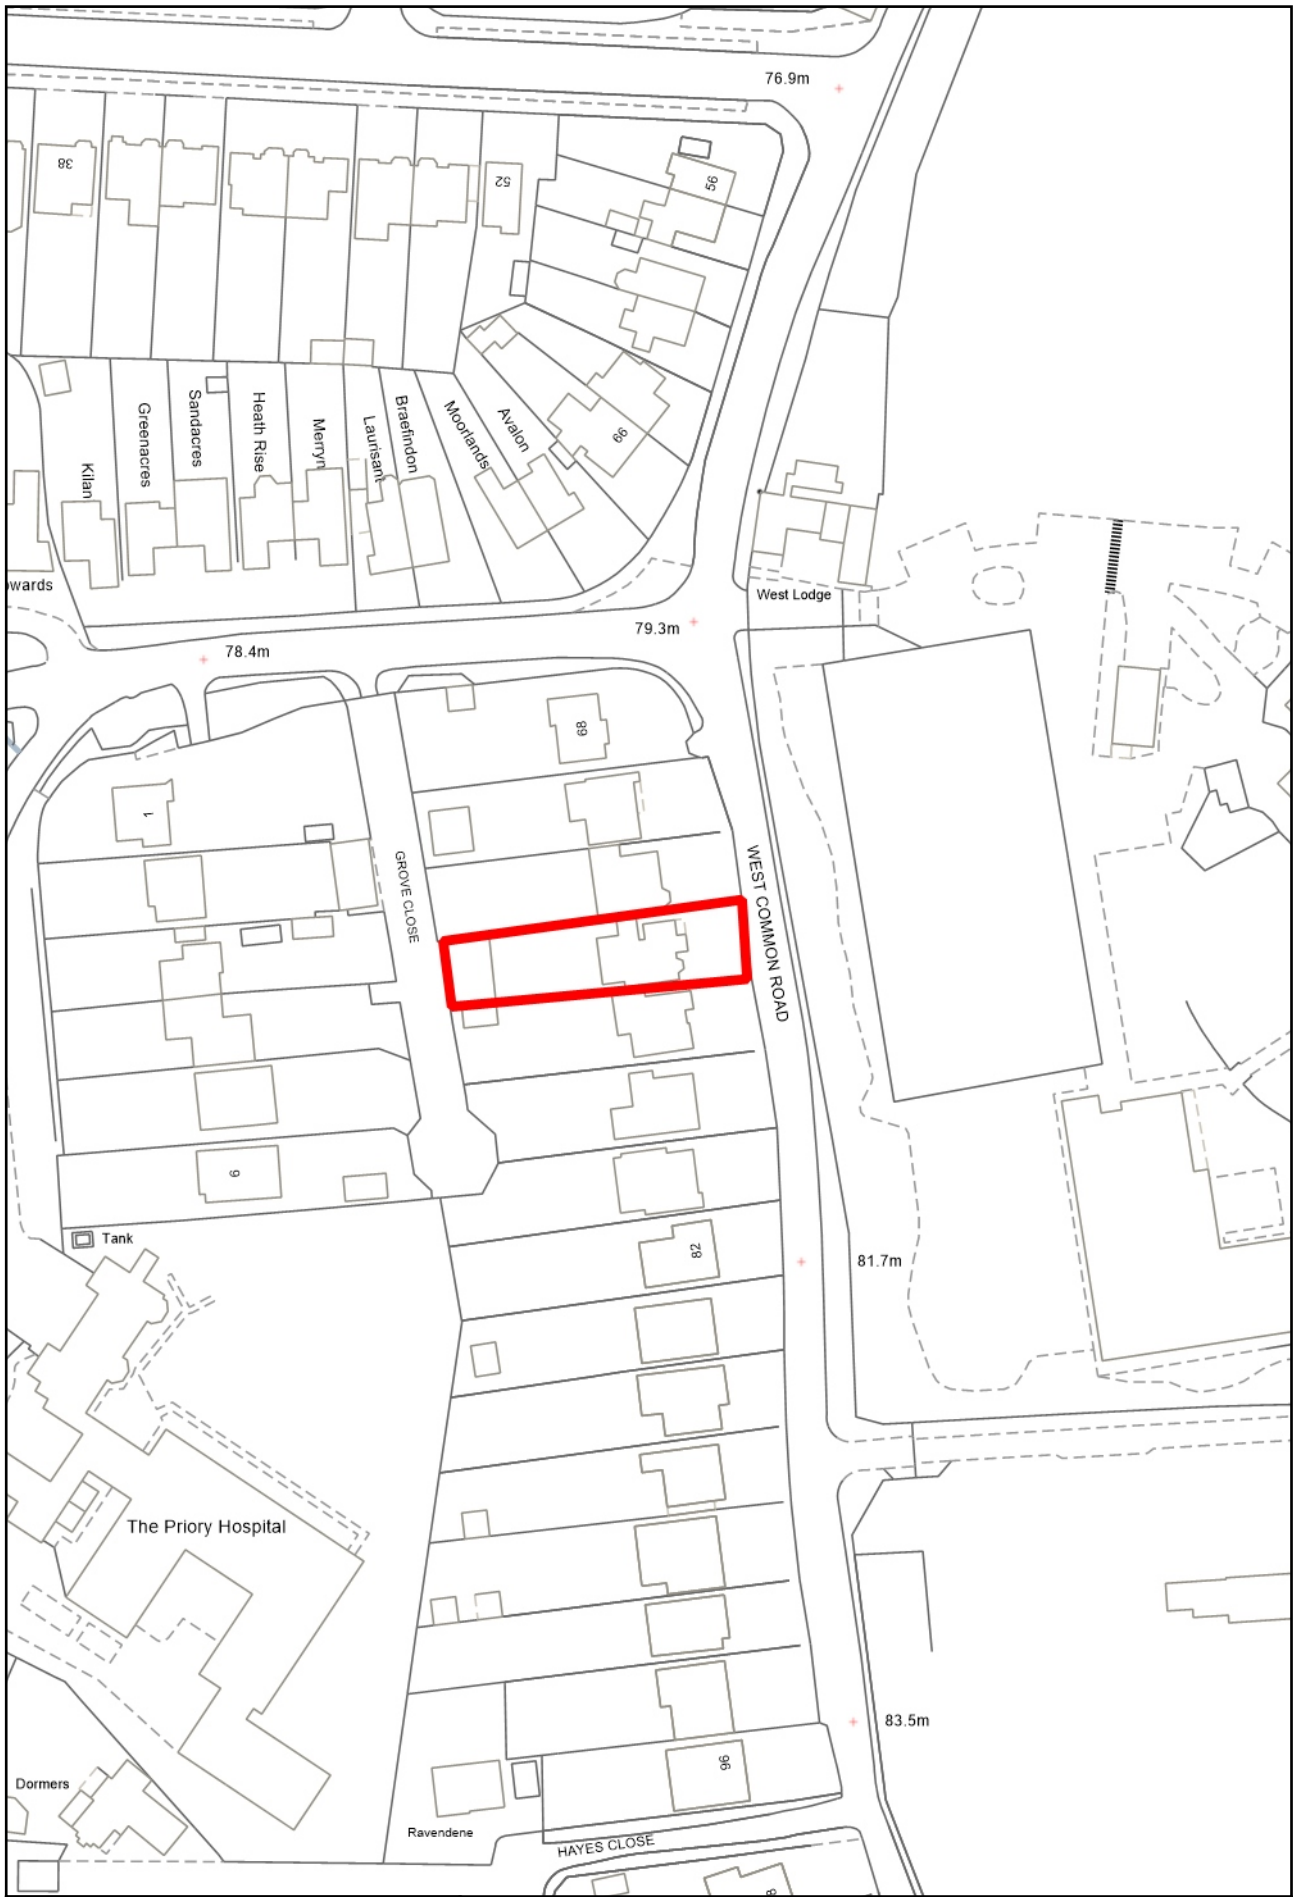 76.9m
38
52
56
Kilan
Greenacres
Sandacres
Heath Rise
Merryn
Laurisant
Braefindon
Moorlands
Avalon
66
wards
West Lodge
79.3m
78.4m
68
1
GROVE CLOSE
WEST COMMON ROAD
6
Tank
82
81.7m
The Priory Hospital
83.5m
96
Dormers
Ravendene
HAYES CLOSE
8